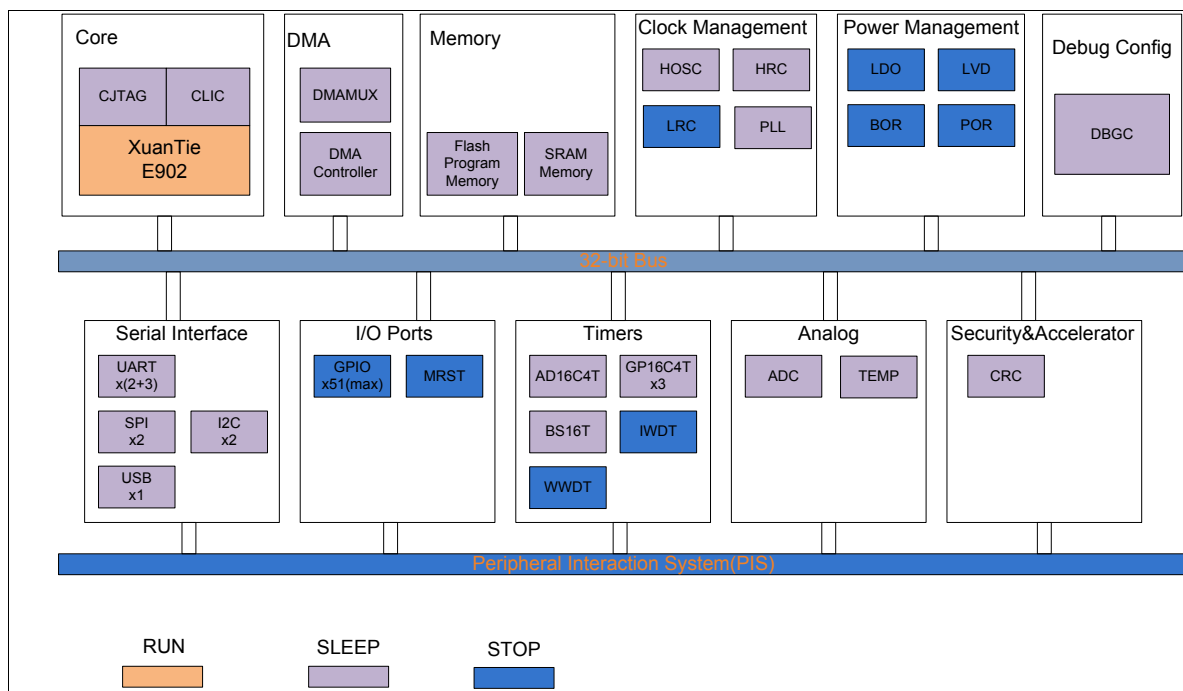 Core
CJTAG
CLIC
XuanTie
E902
DMA
DMAMUX
DMA
Controller
Memory
Flash
Program
Memory
SRAM
Memory
Clock Management
HOSC
HRC
LRC
PLL
Power Management
LDO
LVD
BOR
POR
Debug Config
DBGC
32-bit Bus
Serial Interface
UART
x(2+3)
SPI
x2
I2C
x2
USB
x1
I/O Ports
GPIO
x51(max)
MRST
Timers
AD16C4T
GP16C4T
x3
BS16T
IWDT
WWDT
Analog
ADC
TEMP
Security&Accelerator
CRC
Peripheral Interaction System(PIS)
RUN
SLEEP
STOP